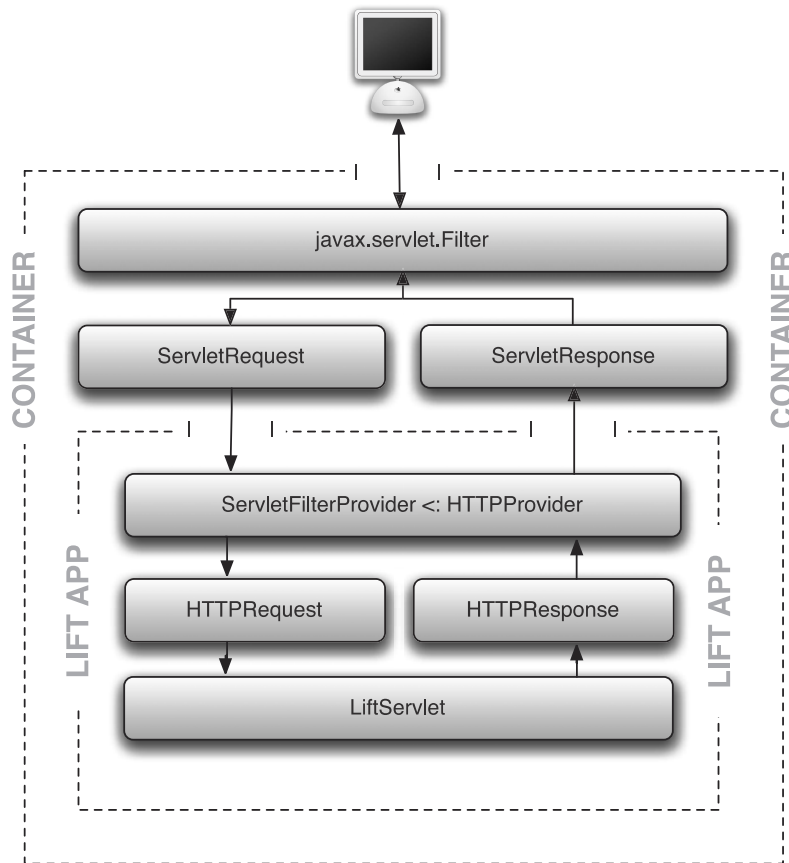 javax.servlet.Filter
CONTAINER
CONTAINER
ServletRequest
ServletResponse
ServletFilterProvider <: HTTPProvider
LIFT APP
LIFT APP
HTTPRequest
HTTPResponse
LiftServlet